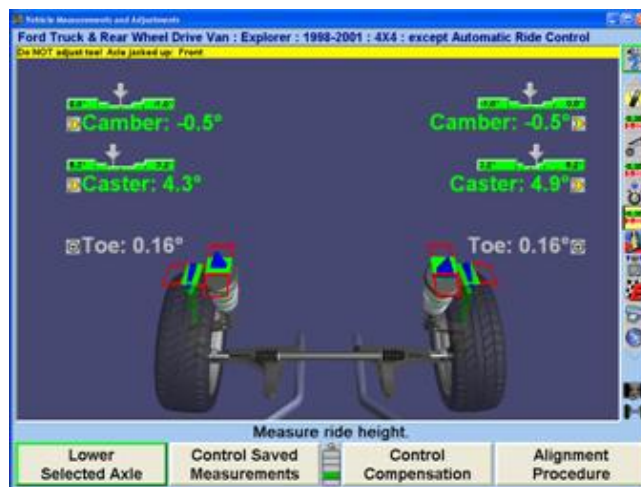 Vehicle Measurements and Adjustments
Ford Truck & Rear Wheel Drive Van : Explorer : 1998-2001 : 4X4 : except Automatic Ride Control
Do NOT adjust toe! Axle jacked up: Front
Camber: -0.5°
Camber: -0.5°
Caster: 4.3°
Caster: 4.9°
Toe: 0.16°
Toe: 0.16°
Measure ride height.
Lower
Selected Axle
Control Saved
Measurements
Control
Compensation
Alignment
Procedure